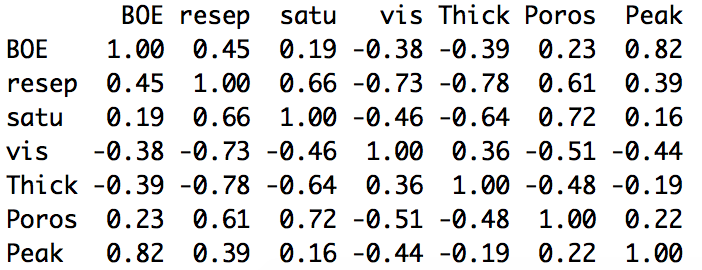 BOE resep satu vis Thick Poros Peak
BOE 1.00 0.45 0.19 -0.38 -0.39 0.23 0.82
resep 0.45 1.00 0.66 -0.73 -0.78 0.61 0.39
satu 0.19 0.66 1.00 -0.46 -0.64 0.72 0.16
vis -0.38 -0.73 -0.46 1.00 0.36 -0.51 -0.44
Thick -0.39 -0.78 -0.64 0.36 1.00 -0.48 -0.19
Poros 0.23 0.61 0.72 -0.51 -0.48 1.00 0.22
Peak 0.82 0.39 0.16 -0.44 -0.19 0.22 1.00